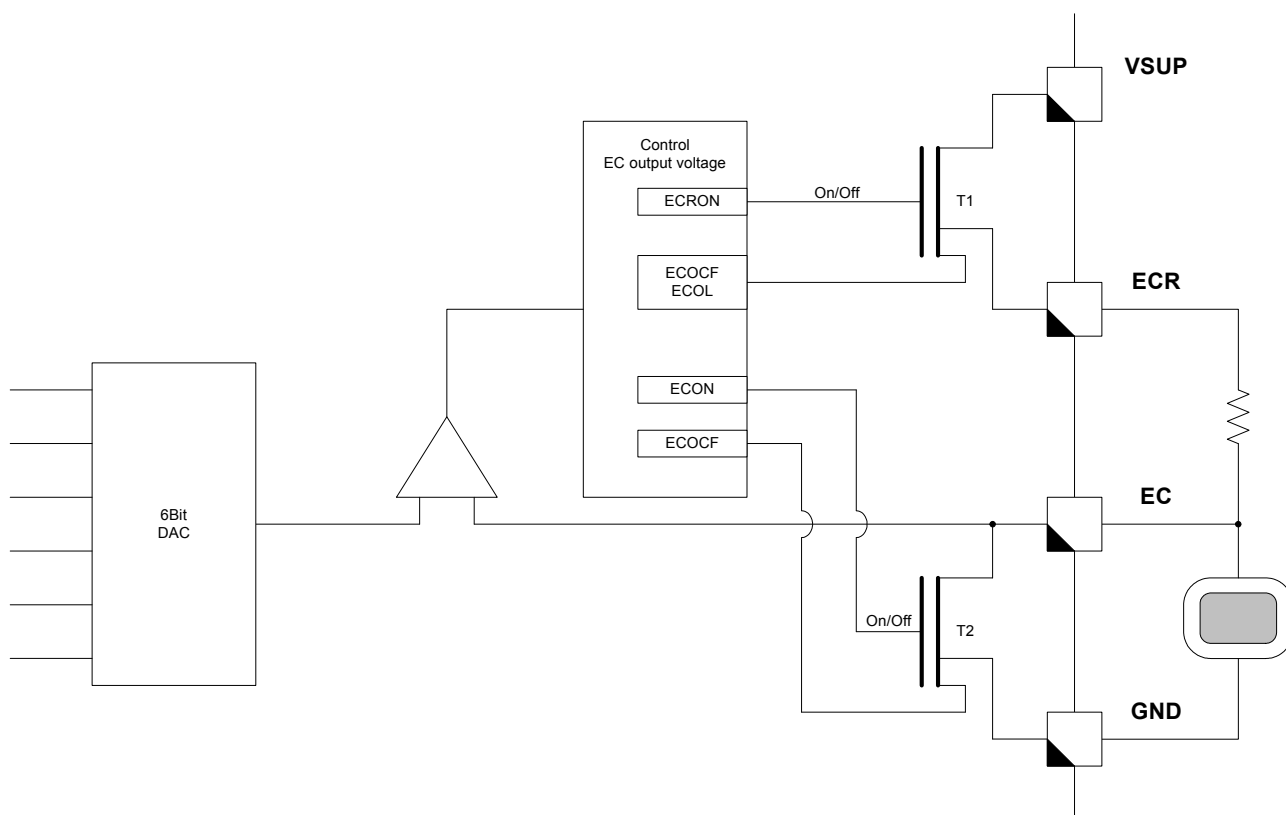 VSUP
Control
EC output voltage
ECRON
On/Off
T1
ECOCF
ECOL
ECR
ECON
ECOCF
EC
6Bit
DAC
On/Off
T2
GND